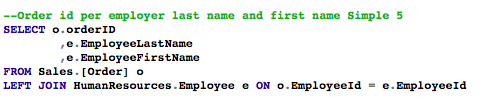 --Order id per employer last name and first name Simple 5
SELECT o.orderID
,e.EmployeeLastName
,e.EmployeeFirstName
FROM Sales.[Order] o
LEFT JOIN HumanResources.Employee e ON o.EmployeeId = e.EmployeeId